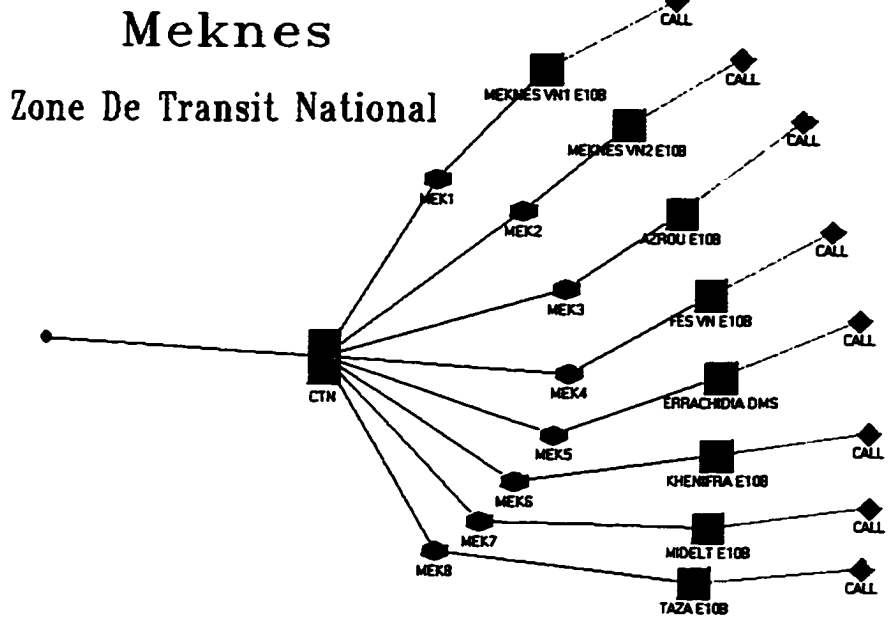 Meknes
Zone De Transit National
CALL
MEKNES VN1 E10B
CALL
MEKNES VN2 E10B
CALL
MEK1
MEK2
AZROU E10B
CALL
MEK3
FES VN E10B
CALL
CTN
MEK4
ERRACHIDIA DMS
MEK5
CALL
KHENIFRA E10B
MEK6
CALL
MEK7
MIDELT E10B
MEK8
CALL
TAZA E10B